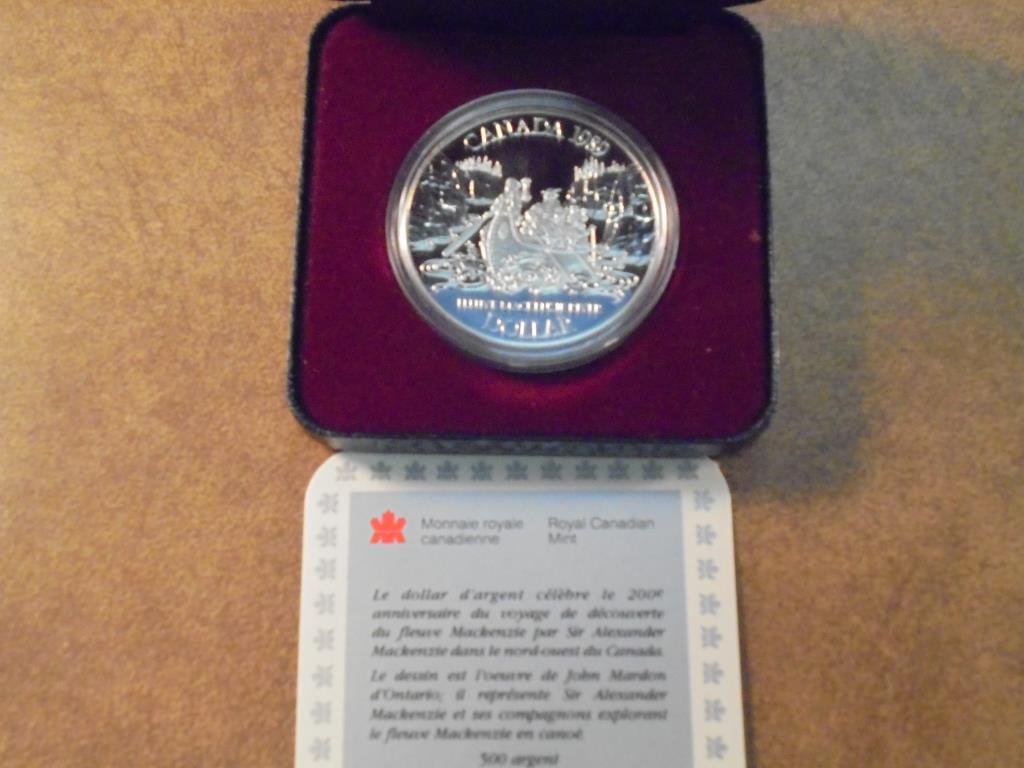 CANADA 1989
DOLLAR
Monnaie royale
canadienne
Royal Canadian
Mint
Le dollar d'argent célèbre le 200e
anniversaire du voyage de découverte
du fleuve Mackenzie par Sir Alexander
Mackenzie dans le nord-ouest du Canada.
Le dessin est l'oeuvre de John Mardon
d'Ontario; il représente Sir Alexander
Mackenzie et ses compagnons explorant
le fleuve Mackenzie en canoë.
500 argent